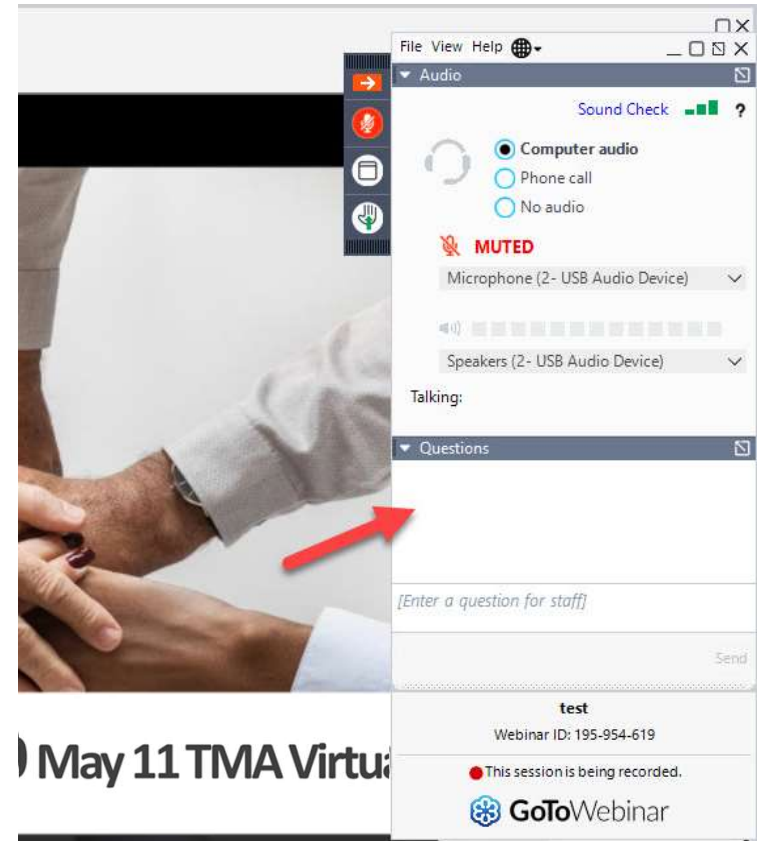 File View Help
Audio
Sound Check ?
Computer audio
Phone call
No audio
MUTED
Microphone (2- USB Audio Device)
Speakers (2- USB Audio Device)
Talking:
Questions
[Enter a question for staff]
Send
test
Webinar ID: 195-954-619
This session is being recorded.
GoToWebinar
May 11 TMA